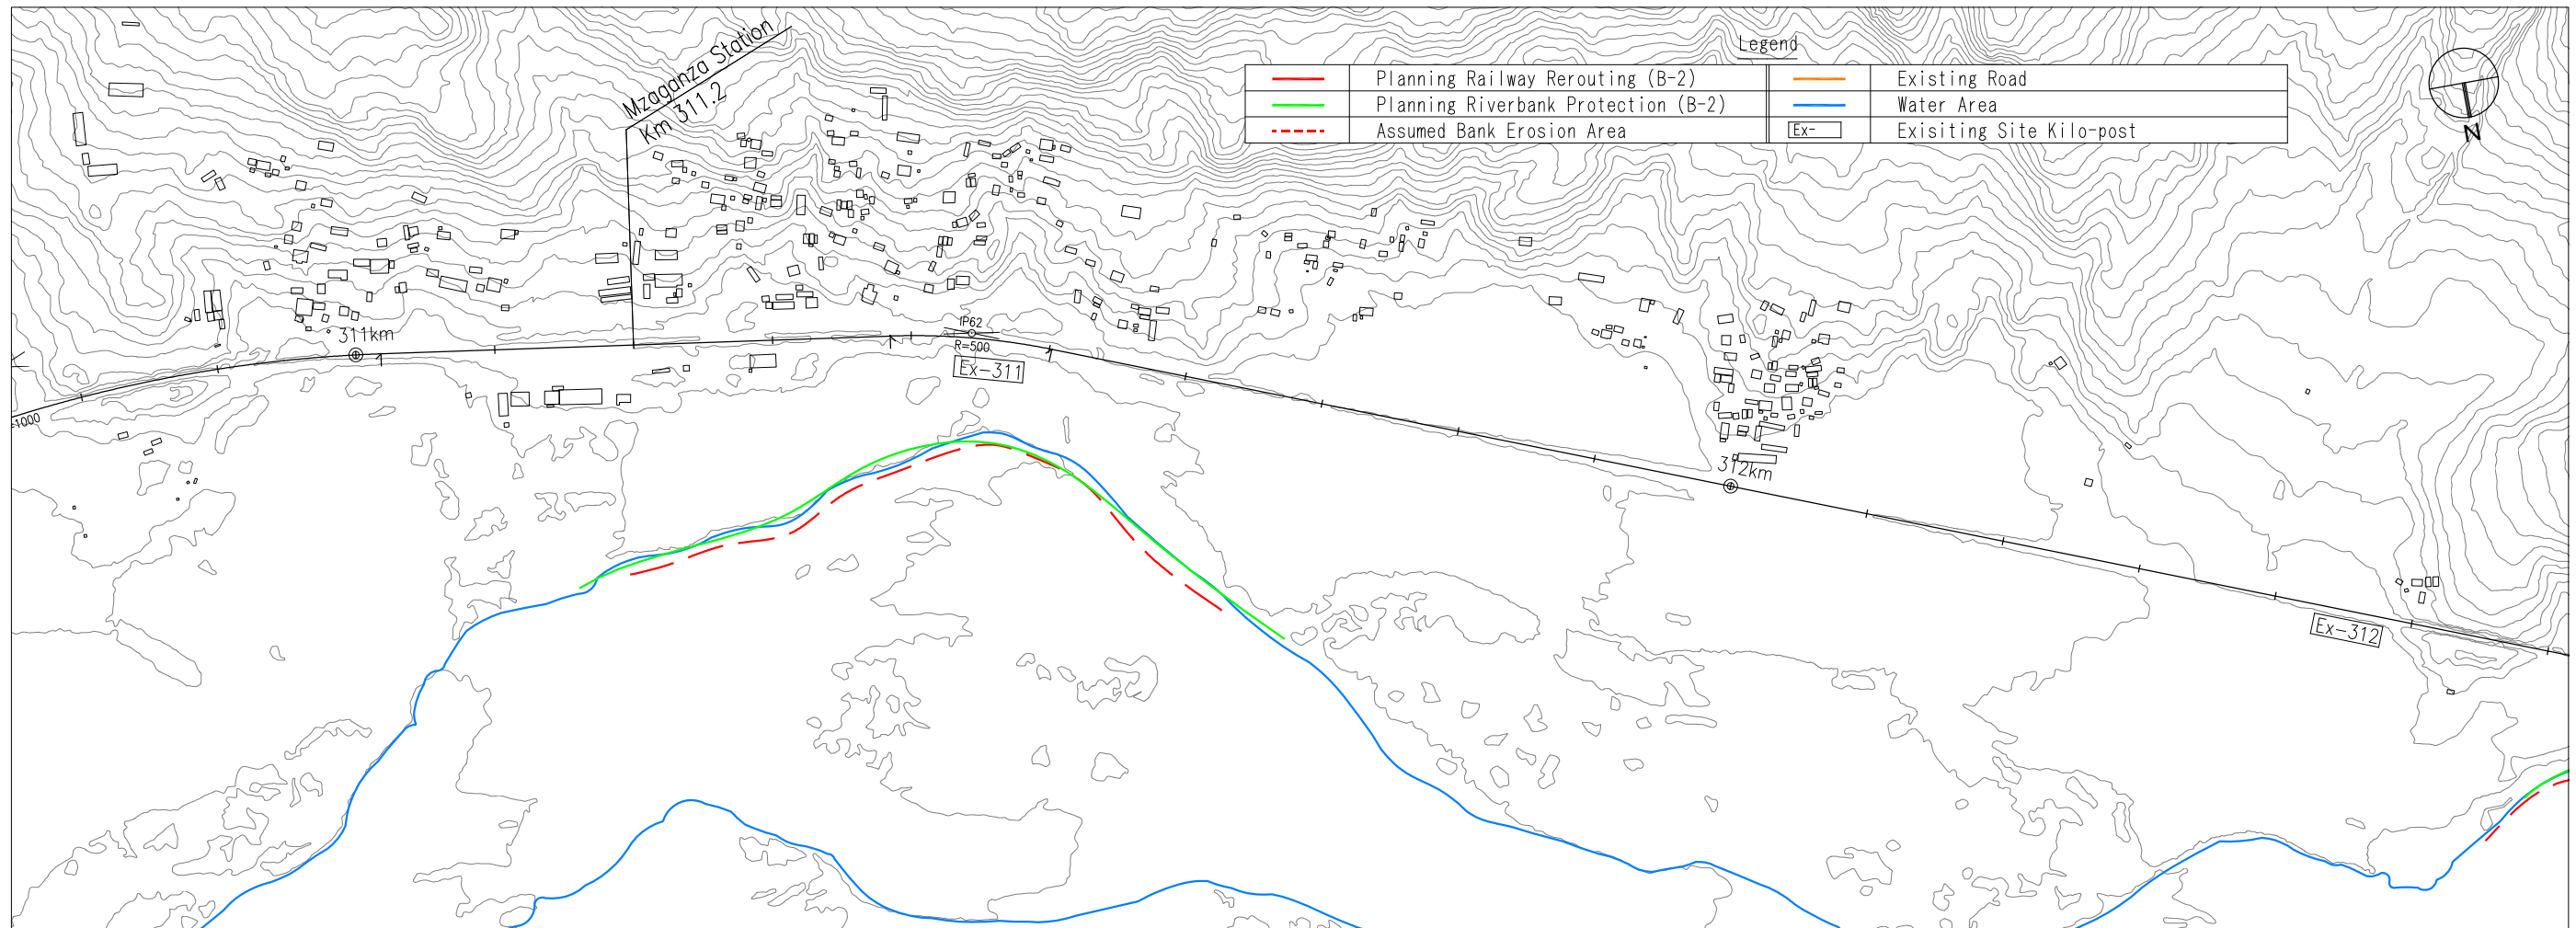 Mzaganza Station
Km 311.2
Legend
Planning Railway Rerouting (B-2)
Existing Road
Planning Riverbank Protection (B-2)
Water Area
Assumed Bank Erosion Area
Ex-
Exisiting Site Kilo-post
N
311km
IP62
R=500
Ex-311
-1000
312km
Ex-312